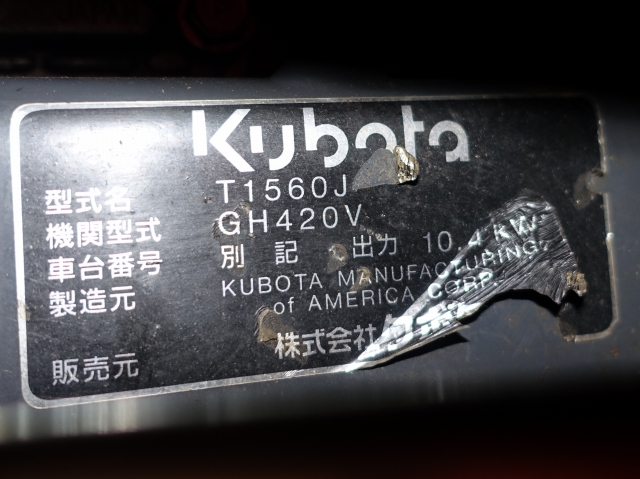 Kubota
型式名 T1560J
機関型式 GH420V
車台番号 別記 出力 10.4 kW
製造元 KUBOTA MANUFACTURING
of AMERICA CORP.
販売元 株式会社